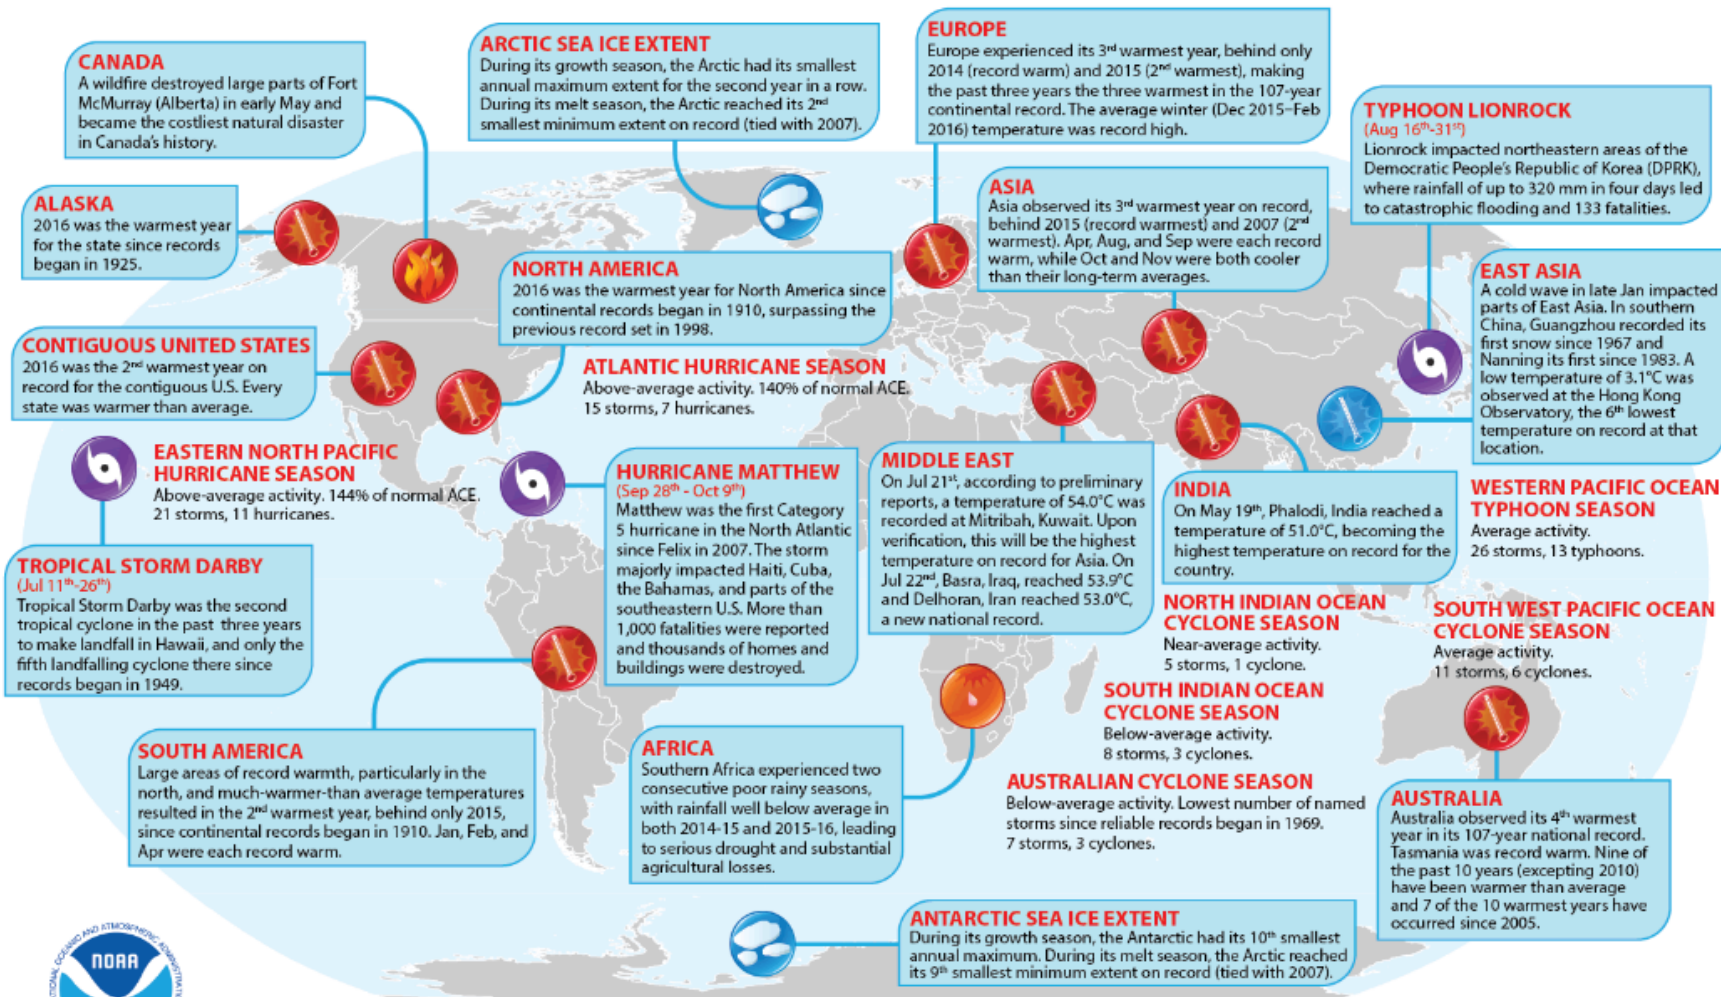 CANADA
A wildfire destroyed large parts of Fort
McMurray (Alberta) in early May and
became the costliest natural disaster
in Canada's history.
ARCTIC SEA ICE EXTENT
During its growth season, the Arctic had its smallest
annual maximum extent for the second year in a row.
During its melt season, the Arctic reached its 2nd
smallest minimum extent on record (tied with 2007).
EUROPE
Europe experienced its 3rd warmest year, behind only
2014 (record warm) and 2015 (2nd warmest), making
the past three years the three warmest in the 107-year
continental record. The average winter (Dec 2015–Feb
2016) temperature was record high.
TYPHOON LIONROCK
(Aug 16th-31st)
Lionrock impacted northeastern areas of the
Democratic People's Republic of Korea (DPRK),
where rainfall of up to 320 mm in four days led
to catastrophic flooding and 133 fatalities.
ALASKA
2016 was the warmest year
for the state since records
began in 1925.
NORTH AMERICA
2016 was the warmest year for North America since
continental records began in 1910, surpassing the
previous record set in 1998.
ASIA
Asia observed its 3rd warmest year on record,
behind 2015 (record warmest) and 2007 (2nd
warmest). Apr, Aug, and Sep were each record
warm, while Oct and Nov were both cooler
than their long-term averages.
EAST ASIA
A cold wave in late Jan impacted
parts of East Asia. In southern
China, Guangzhou recorded its
first snow since 1967 and
Nanning its first since 1983. A
low temperature of 3.1°C was
observed at the Hong Kong
Observatory, the 6th lowest
temperature on record at that
location.
CONTIGUOUS UNITED STATES
2016 was the 2nd warmest year on
record for the contiguous U.S. Every
state was warmer than average.
ATLANTIC HURRICANE SEASON
Above-average activity. 140% of normal ACE.
15 storms, 7 hurricanes.
EASTERN NORTH PACIFIC
HURRICANE SEASON
Above-average activity. 144% of normal ACE.
21 storms, 11 hurricanes.
HURRICANE MATTHEW
(Sep 28th - Oct 9th)
Matthew was the first Category
5 hurricane in the North Atlantic
since Felix in 2007. The storm
majorly impacted Haiti, Cuba,
the Bahamas, and parts of the
southeastern U.S. More than
1,000 fatalities were reported
and thousands of homes and
buildings were destroyed.
MIDDLE EAST
On Jul 21st, according to preliminary
reports, a temperature of 54.0°C was
recorded at Mitribah, Kuwait. Upon
verification, this will be the highest
temperature on record for Asia. On
Jul 22nd, Basra, Iraq, reached 53.9°C
and Delhoran, Iran reached 53.0°C,
a new national record.
INDIA
On May 19th, Phalodi, India reached a
temperature of 51.0°C, becoming the
highest temperature on record for the
country.
WESTERN PACIFIC OCEAN
TYPHOON SEASON
Average activity.
26 storms, 13 typhoons.
TROPICAL STORM DARBY
(Jul 11th-26th)
Tropical Storm Darby was the second
tropical cyclone in the past three years
to make landfall in Hawaii, and only the
fifth landfalling cyclone there since
records began in 1949.
NORTH INDIAN OCEAN
CYCLONE SEASON
Near-average activity.
5 storms, 1 cyclone.
SOUTH WEST PACIFIC OCEAN
CYCLONE SEASON
Average activity.
11 storms, 6 cyclones.
SOUTH INDIAN OCEAN
CYCLONE SEASON
Below-average activity.
8 storms, 3 cyclones.
SOUTH AMERICA
Large areas of record warmth, particularly in the
north, and much-warmer-than average temperatures
resulted in the 2nd warmest year, behind only 2015,
since continental records began in 1910. Jan, Feb, and
Apr were each record warm.
AFRICA
Southern Africa experienced two
consecutive poor rainy seasons,
with rainfall well below average in
both 2014-15 and 2015-16, leading
to serious drought and substantial
agricultural losses.
AUSTRALIAN CYCLONE SEASON
Below-average activity. Lowest number of named
storms since reliable records began in 1969.
7 storms, 3 cyclones.
AUSTRALIA
Australia observed its 4th warmest
year in its 107-year national record.
Tasmania was record warm. Nine of
the past 10 years (excepting 2010)
have been warmer than average
and 7 of the 10 warmest years have
occurred since 2005.
ANTARCTIC SEA ICE EXTENT
During its growth season, the Antarctic had its 10th smallest
annual maximum. During its melt season, the Arctic reached
its 9th smallest minimum extent on record (tied with 2007).
NATIONAL OCEANIC AND ATMOSPHERIC
NOAA